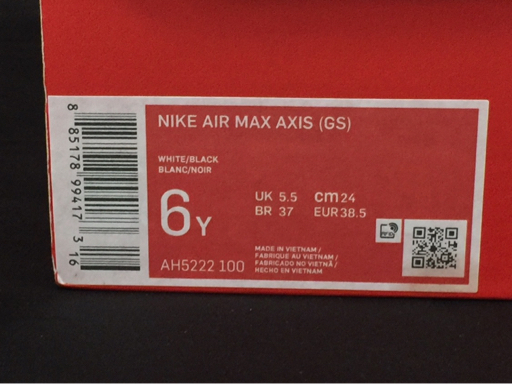 8 85178 99417 3 16
NIKE AIR MAX AXIS (GS)
WHITE/BLACK
BLANC/NOIR
6Y
UK 5.5 cm 24
BR 37 EUR 38.5
MADE IN VIETNAM /
FABRIQUE AU VIETNAM /
FABRICADO NO VIETNÃ /
HECHO EN VIETNAM
AH5222 100